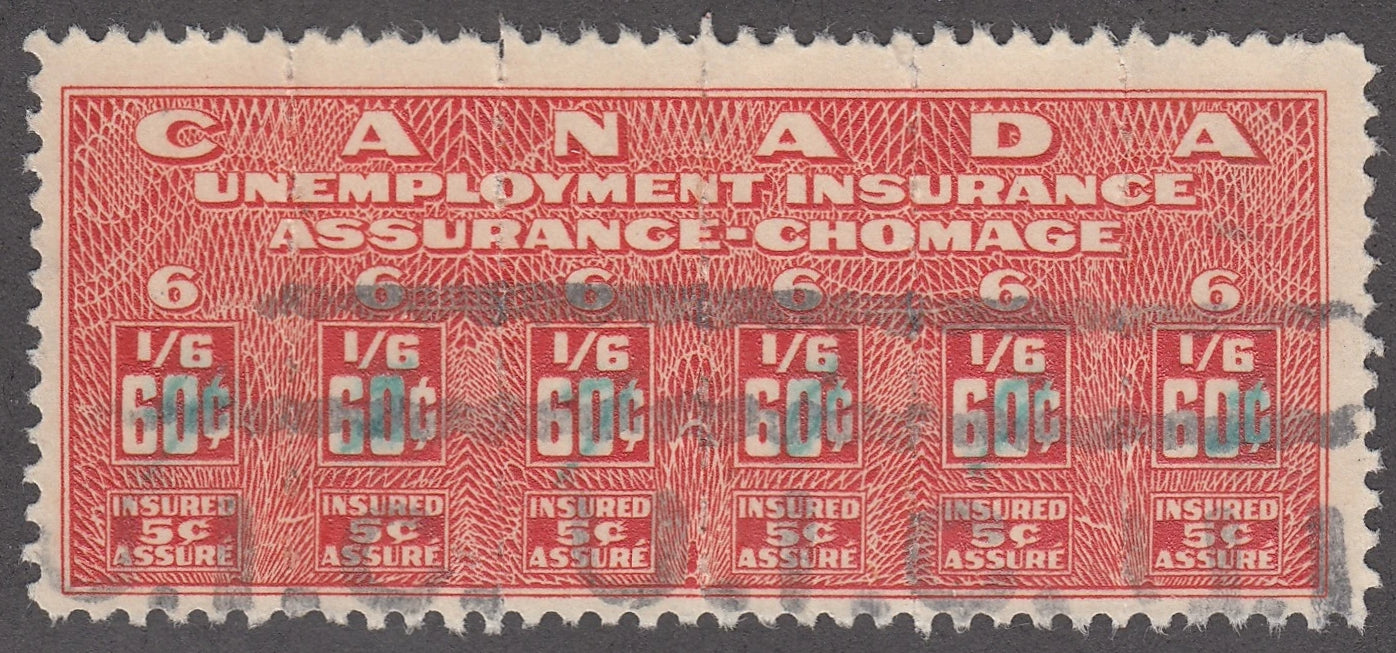 CANADA
UNEMPLOYMENT INSURANCE
ASSURANCE-CHOMAGE
6 6 6 6 6 6
1/6 1/6 1/6 1/6 1/6 1/6
60¢ 60¢ 60¢ 60¢ 60¢ 60¢
INSURED INSURED INSURED INSURED INSURED INSURED
5¢ 5¢ 5¢ 5¢ 5¢ 5¢
ASSURÉ ASSURÉ ASSURÉ ASSURÉ ASSURÉ ASSURÉ